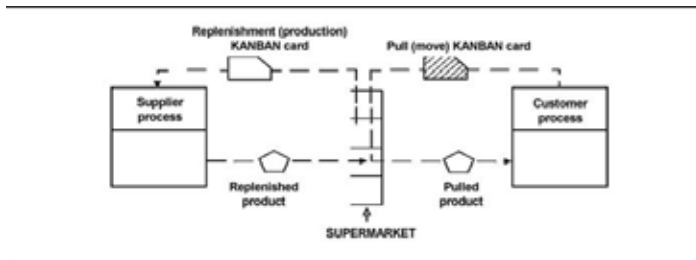 Replenishment (production)
KANBAN card
Pull (move) KANBAN card
Supplier
process
Customer
process
Replenished
product
Pulled
product
SUPERMARKET